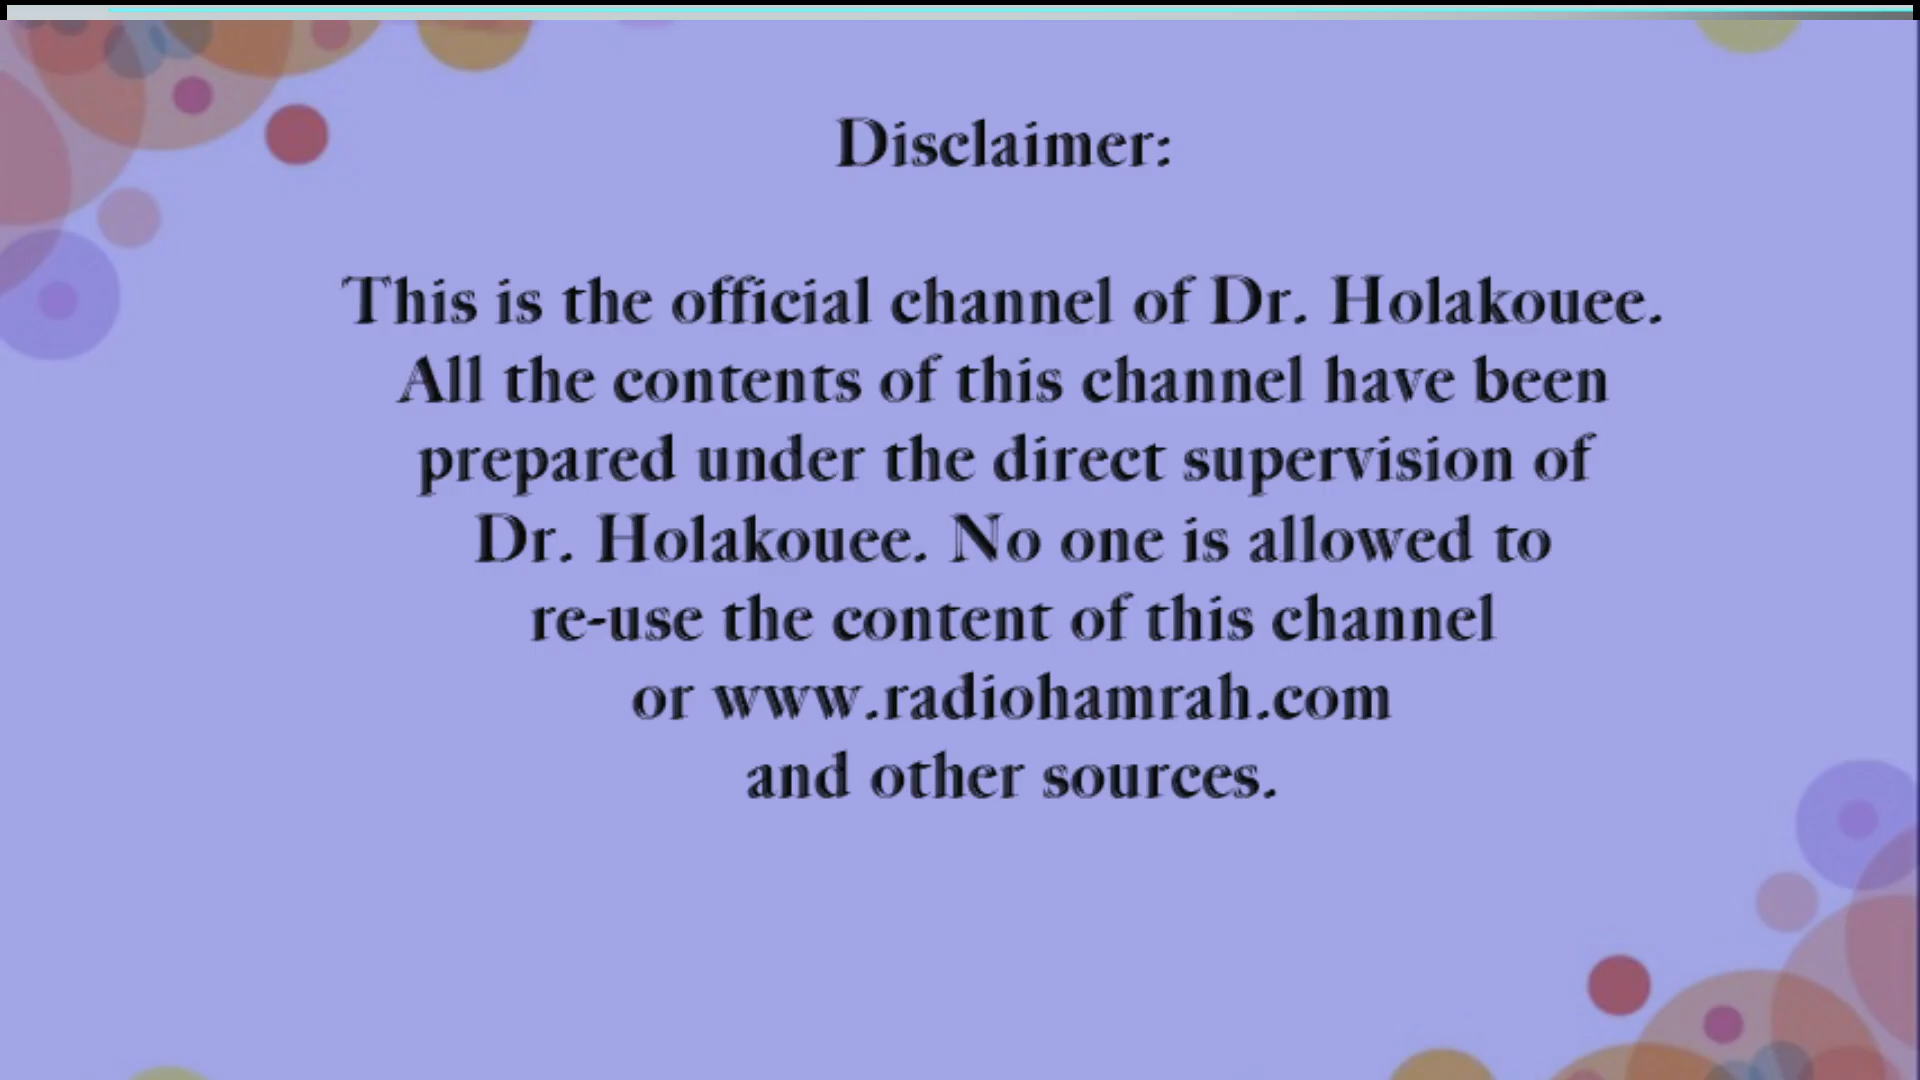 Disclaimer:
This is the official channel of Dr. Holakouee.
All the contents of this channel have been
prepared under the direct supervision of
Dr. Holakouee. No one is allowed to
re-use the content of this channel
or www.radiohamrah.com
and other sources.